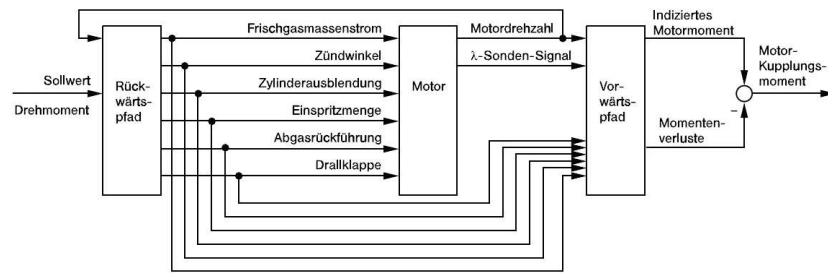 Sollwert
Drehmoment
Rück-
wärts-
pfad
Frischgasmassenstrom
Zündwinkel
Zylinderausblendung
Einspritzmenge
Abgasrückführung
Drallklappe
Motor
Motordrehzahl
λ-Sonden-Signal
Vor-
wärts-
pfad
Indiziertes
Motormoment
Momenten-
verluste
–
Motor-
Kupplungs-
moment